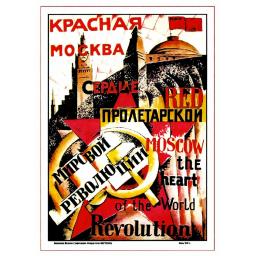 КРАСНАЯ
МОСКВА
СЕРДЦЕ
RED
ПРОЛЕТАРСКОЙ
MOSCOW
МИРОВОЙ
the
РЕВОЛЮЦИИ
heart
of the World
Revolution